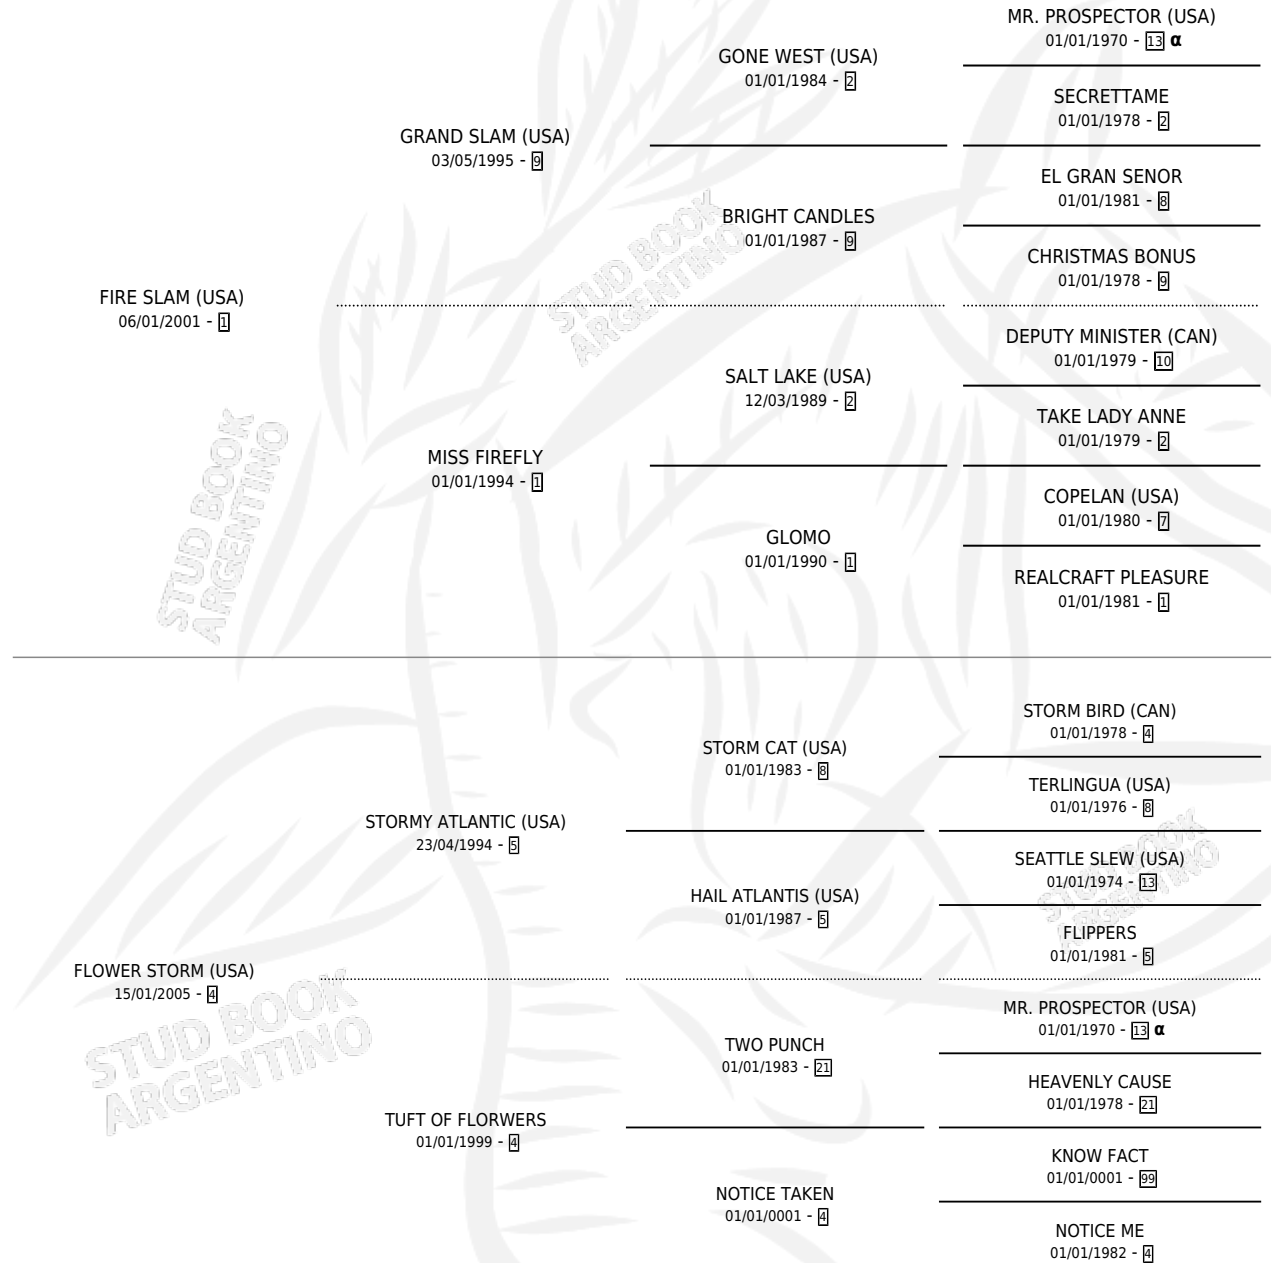 MR. PROSPECTOR (USA)
01/01/1970 - 13 α
GONE WEST (USA)
01/01/1984 - 2
SECRETTAME
01/01/1978 - 2
GRAND SLAM (USA)
03/05/1995 - 9
EL GRAN SENOR
01/01/1981 - 8
BRIGHT CANDLES
01/01/1987 - 9
CHRISTMAS BONUS
01/01/1978 - 9
FIRE SLAM (USA)
06/01/2001 - 1
DEPUTY MINISTER (CAN)
01/01/1979 - 10
SALT LAKE (USA)
12/03/1989 - 2
TAKE LADY ANNE
01/01/1979 - 2
MISS FIREFLY
01/01/1994 - 1
COPELAN (USA)
01/01/1980 - 7
GLOMO
01/01/1990 - 1
REALCRAFT PLEASURE
01/01/1981 - 1
STUD BOOK
ARGENTINO
STUD BOOK
ARGENTINO
STORM BIRD (CAN)
01/01/1978 - 4
STORM CAT (USA)
01/01/1983 - 8
TERLINGUA (USA)
01/01/1976 - 8
STORMY ATLANTIC (USA)
23/04/1994 - 5
SEATTLE SLEW (USA)
01/01/1974 - 13
HAIL ATLANTIS (USA)
01/01/1987 - 5
FLIPPERS
01/01/1981 - 5
FLOWER STORM (USA)
15/01/2005 - 4
MR. PROSPECTOR (USA)
01/01/1970 - 13 α
TWO PUNCH
01/01/1983 - 21
HEAVENLY CAUSE
01/01/1978 - 21
TUFT OF FLORWERS
01/01/1999 - 4
KNOW FACT
01/01/0001 - 99
NOTICE TAKEN
01/01/0001 - 4
NOTICE ME
01/01/1982 - 4
STUD BOOK
ARGENTINO
STUD BOOK
ARGENTINO